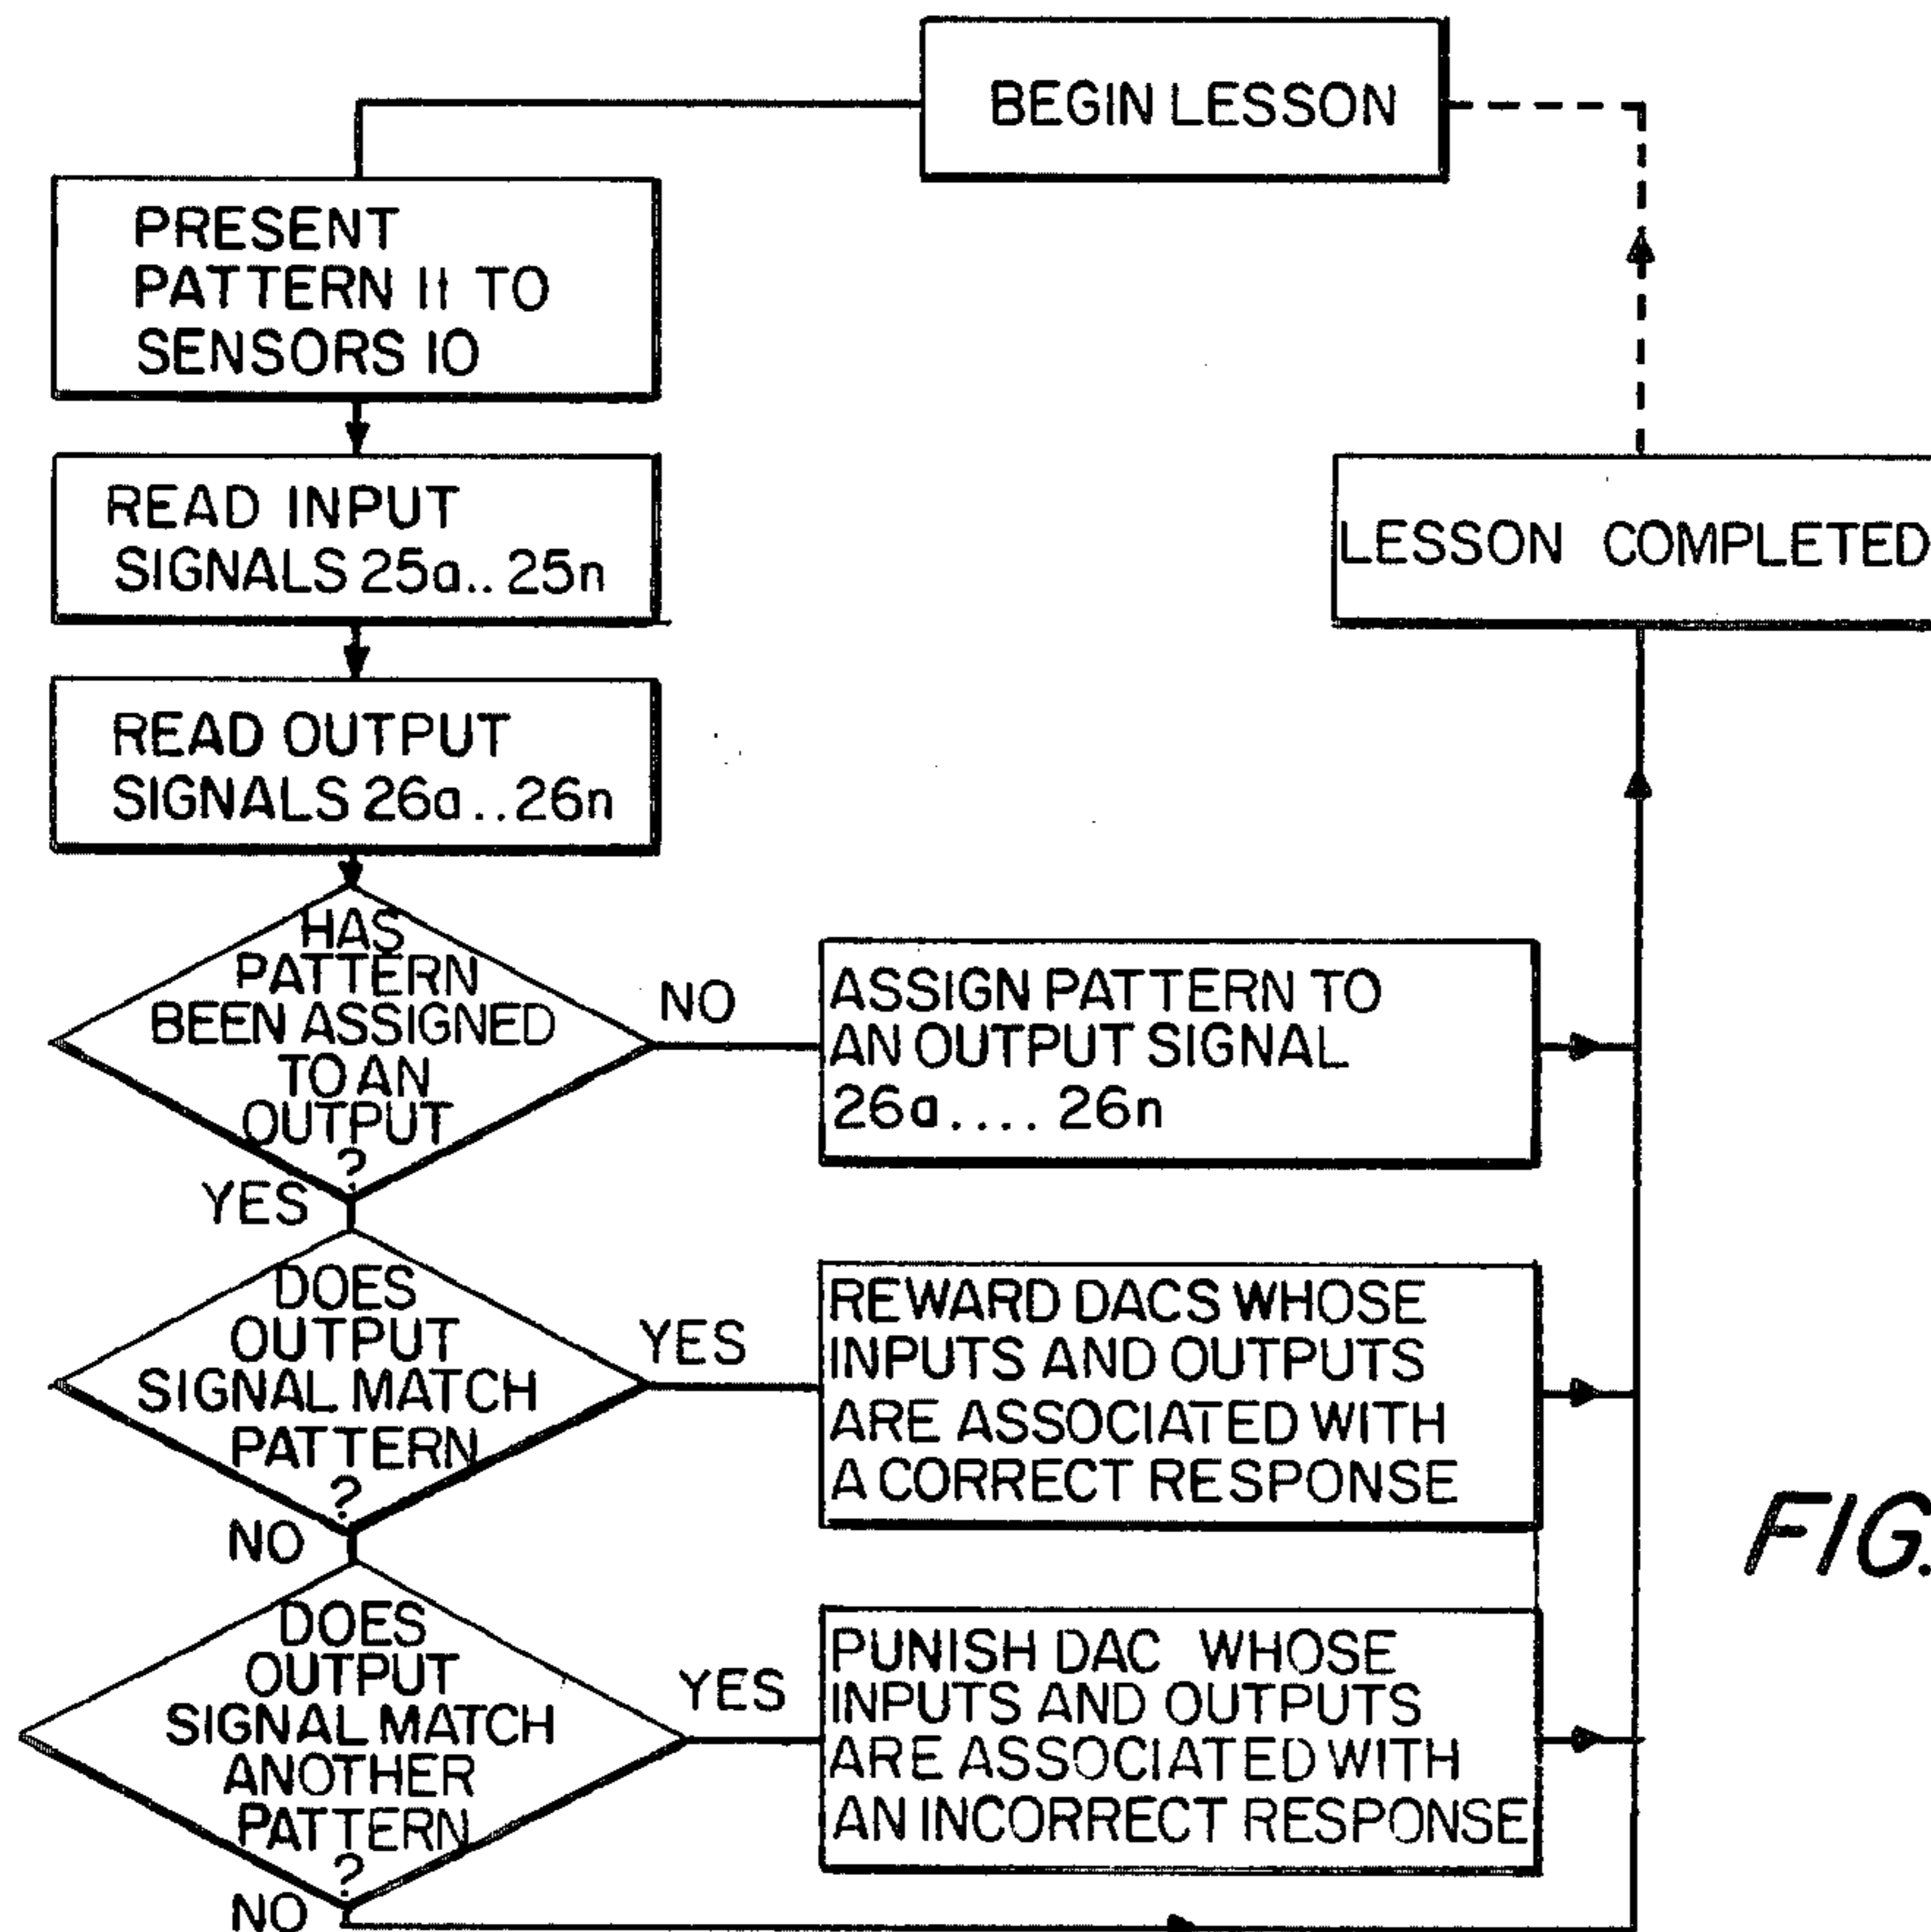 BEGIN LESSON
PRESENT
PATTERN 11 TO
SENSORS 10
READ INPUT
SIGNALS 25a.. 25n
LESSON COMPLETED
READ OUTPUT
SIGNALS 26a..26n
HAS
PATTERN
BEEN ASSIGNED
TO AN
OUTPUT
?
NO
YES
ASSIGN PATTERN TO
AN OUTPUT SIGNAL
26a.... 26n
DOES
OUTPUT
SIGNAL MATCH
PATTERN
?
YES
NO
REWARD DACS WHOSE
INPUTS AND OUTPUTS
ARE ASSOCIATED WITH
A CORRECT RESPONSE
FIG.
DOES
OUTPUT
SIGNAL MATCH
ANOTHER
PATTERN
?
YES
NO
PUNISH DAC WHOSE
INPUTS AND OUTPUTS
ARE ASSOCIATED WITH
AN INCORRECT RESPONSE